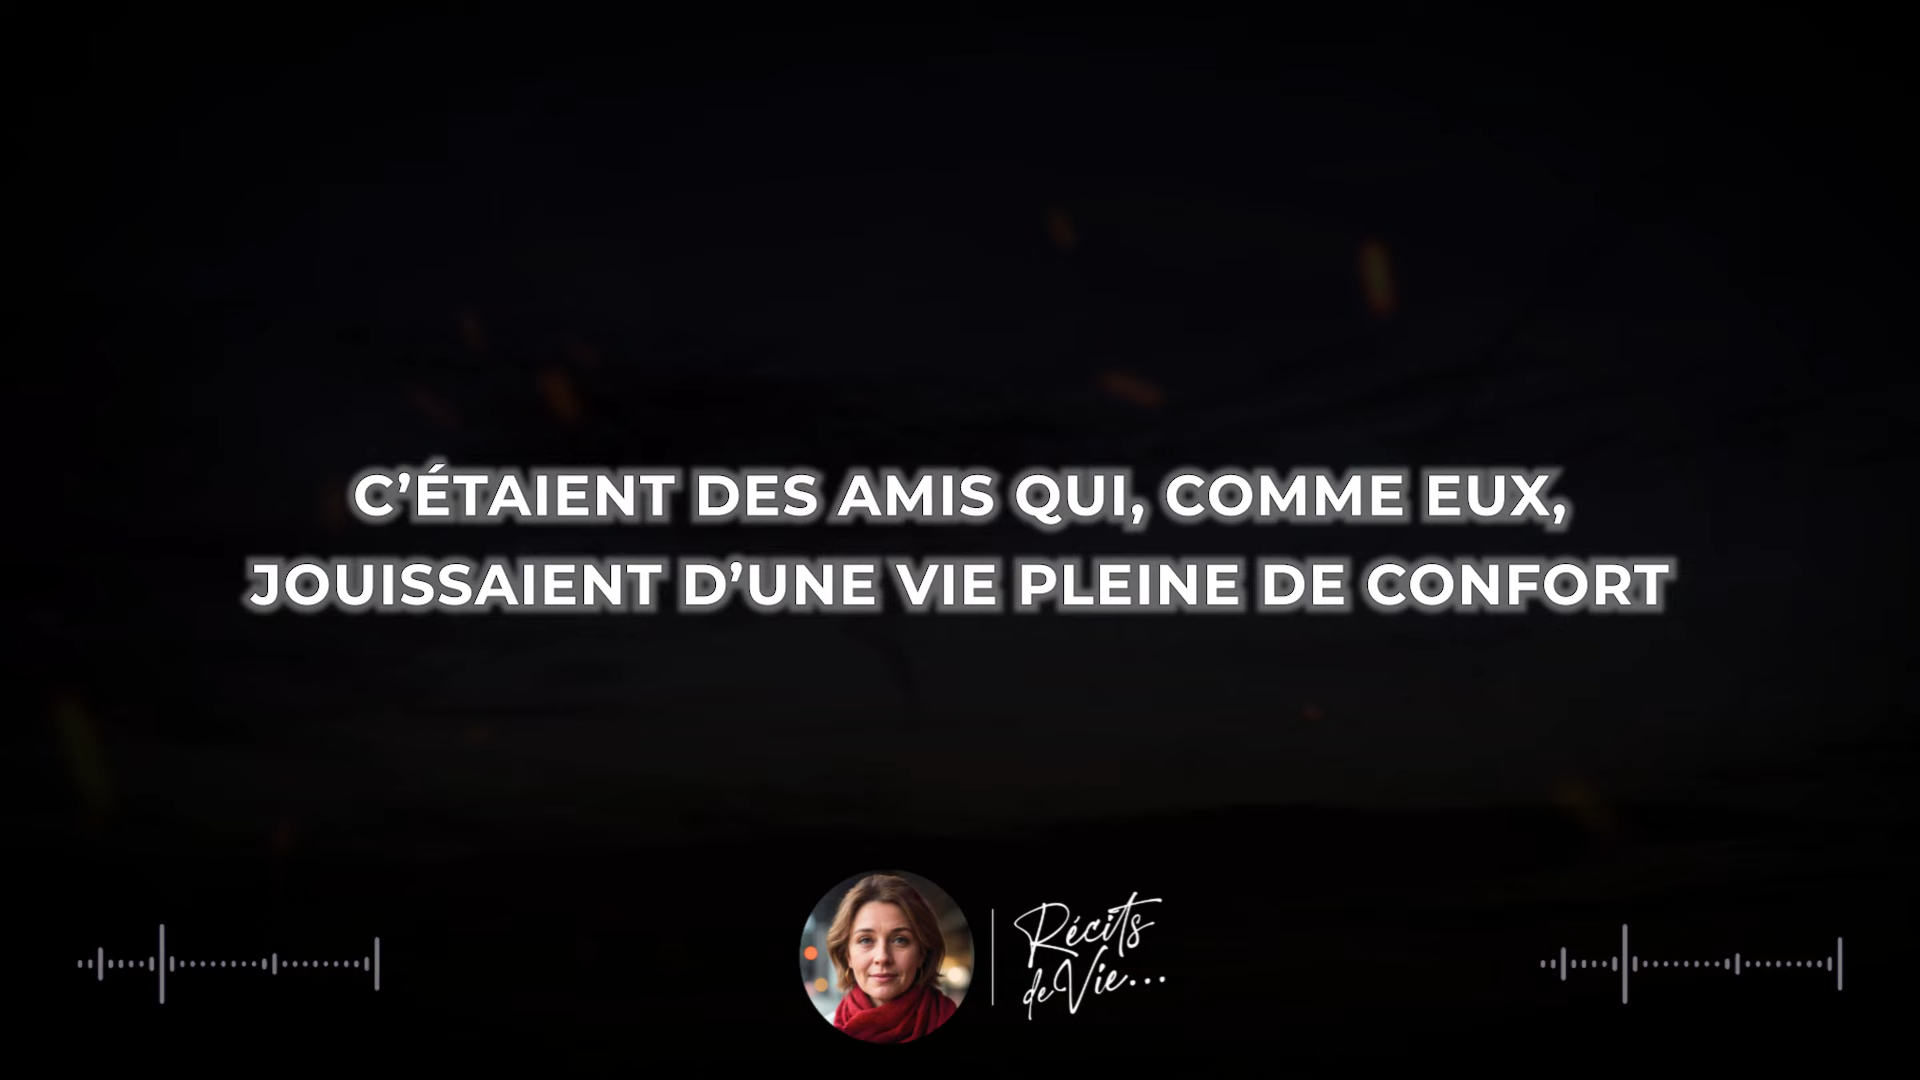 C’ÉTAIENT DES AMIS QUI, COMME EUX,
JOUISSAIENT D’UNE VIE PLEINE DE CONFORT
Récits
de Vie...